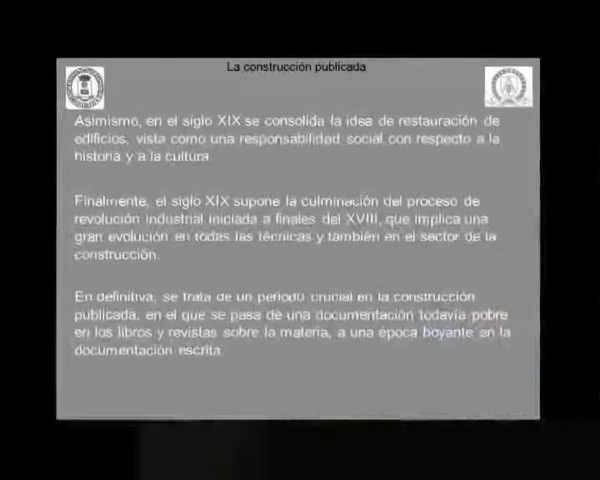 La construcción publicada
Asimismo, en el siglo XIX se consolida la idea de restauración de
edificios, vista como una responsabilidad social con respecto a la
historia y a la cultura.
Finalmente, el siglo XIX supone la culminación del proceso de
revolución industrial iniciada a finales del XVIII, que implica una
gran evolución en todas las técnicas y también en el sector de la
construcción.
En definitiva, se trata de un periodo crucial en la construcción
publicada, en el que se pasa de una documentación todavía pobre
en los libros y revistas sobre la materia, a una época boyante en la
documentación escrita.